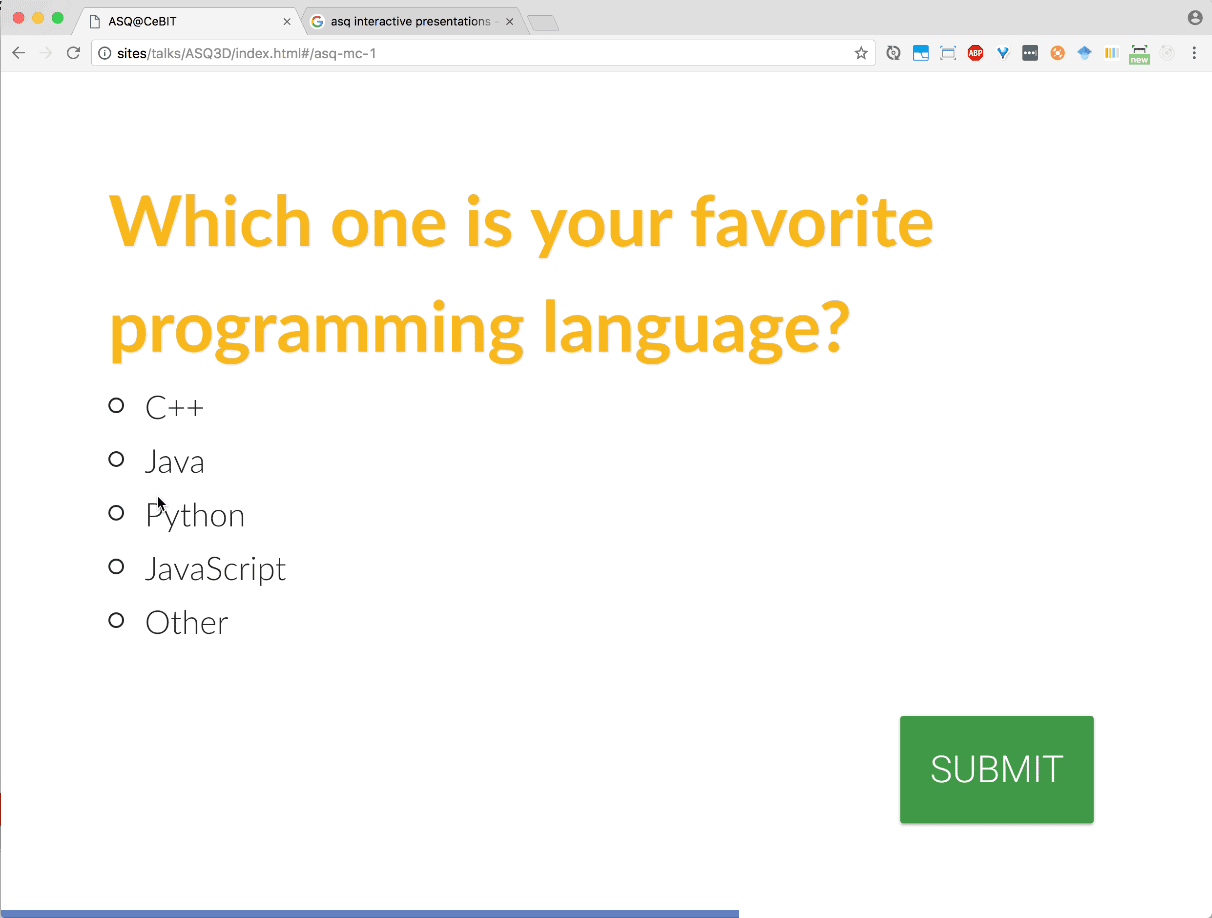 ASQ@CeBIT
asq interactive presentations -
sites/talks/ASQ3D/index.html#/asq-mc-1
ABP
new
Which one is your favorite
programming language?
C++
Java
Python
JavaScript
Other
SUBMIT